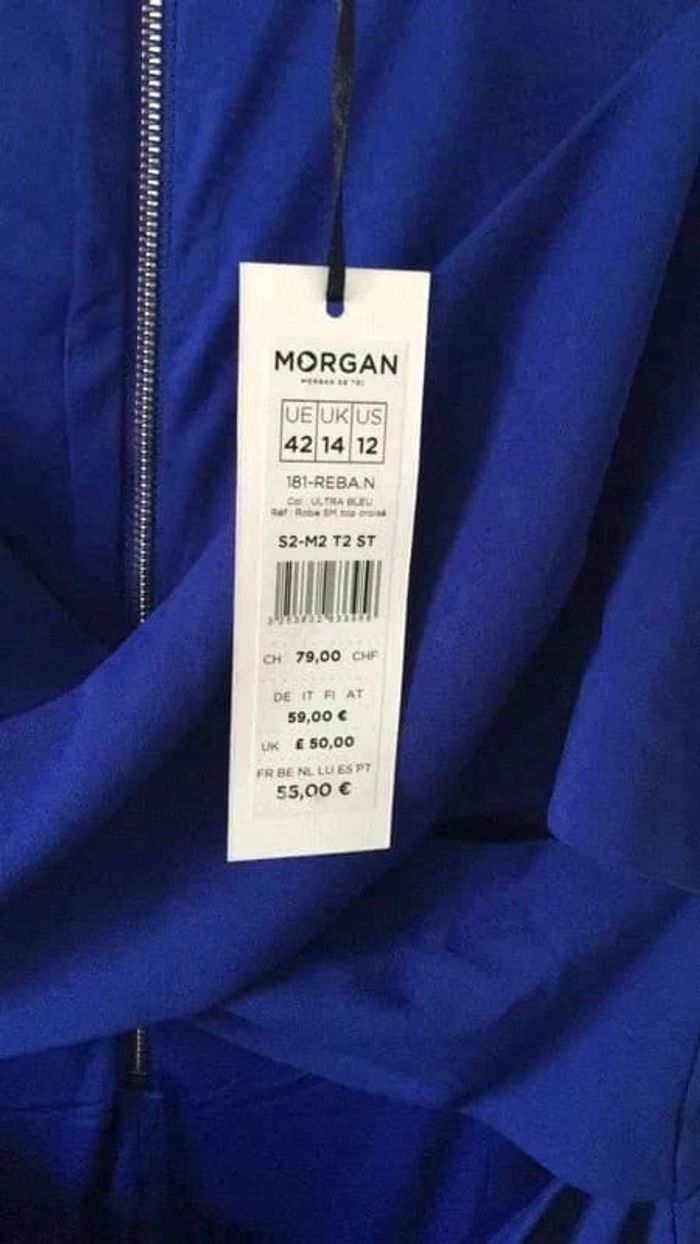 MORGAN
MORGAN DE TOI
UE UK US
42 14 12
181-REBA.N
Col : ULTRA BLEU
Réf : Robe SM top croisé
S2-M2 T2 ST
CH 79,00 CHF
DE IT FI AT
59,00 €
UK £ 50,00
FR BE NL LU ES PT
55,00 €